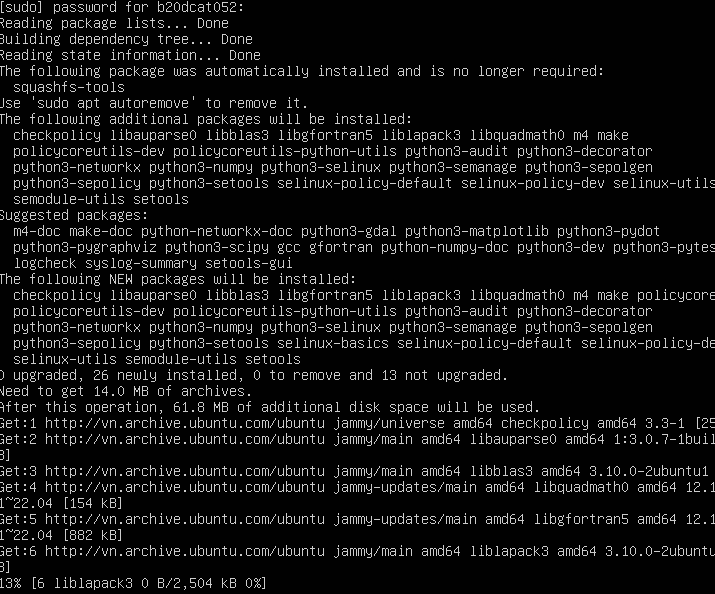 [sudo] password for b20dcat052:
Reading package lists... Done
Building dependency tree... Done
Reading state information... Done
The following package was automatically installed and is no longer required:
  squashfs-tools
Use 'sudo apt autoremove' to remove it.
The following additional packages will be installed:
  checkpolicy libauparse0 libblas3 libgfortran5 liblapack3 libquadmath0 m4 make
  policycoreutils-dev policycoreutils-python-utils python3-audit python3-decorator
  python3-networkx python3-numpy python3-selinux python3-semanage python3-sepolgen
  python3-sepolicy python3-setools selinux-policy-default selinux-policy-dev selinux-utils
  semodule-utils setools
Suggested packages:
  m4-doc make-doc python-networkx-doc python3-gdal python3-matplotlib python3-pydot
  python3-pygraphviz python3-scipy gcc gfortran python-numpy-doc python3-dev python3-pytes
  logcheck syslog-summary setools-gui
The following NEW packages will be installed:
  checkpolicy libauparse0 libblas3 libgfortran5 liblapack3 libquadmath0 m4 make policycore
  policycoreutils-dev policycoreutils-python-utils python3-audit python3-decorator
  python3-networkx python3-numpy python3-selinux python3-semanage python3-sepolgen
  python3-sepolicy python3-setools selinux-basics selinux-policy-default selinux-policy-de
  selinux-utils semodule-utils setools
0 upgraded, 26 newly installed, 0 to remove and 13 not upgraded.
Need to get 14.0 MB of archives.
After this operation, 61.8 MB of additional disk space will be used.
Get:1 http://vn.archive.ubuntu.com/ubuntu jammy/universe amd64 checkpolicy amd64 3.3-1 [25
Get:2 http://vn.archive.ubuntu.com/ubuntu jammy/main amd64 libauparse0 amd64 1:3.0.7-1buil
8]
Get:3 http://vn.archive.ubuntu.com/ubuntu jammy/main amd64 libblas3 amd64 3.10.0-2ubuntu1
Get:4 http://vn.archive.ubuntu.com/ubuntu jammy-updates/main amd64 libquadmath0 amd64 12.1
1~22.04 [154 kB]
Get:5 http://vn.archive.ubuntu.com/ubuntu jammy-updates/main amd64 libgfortran5 amd64 12.1
1~22.04 [882 kB]
Get:6 http://vn.archive.ubuntu.com/ubuntu jammy/main amd64 liblapack3 amd64 3.10.0-2ubuntu
B]
13% [6 liblapack3 0 B/2,504 kB 0%]